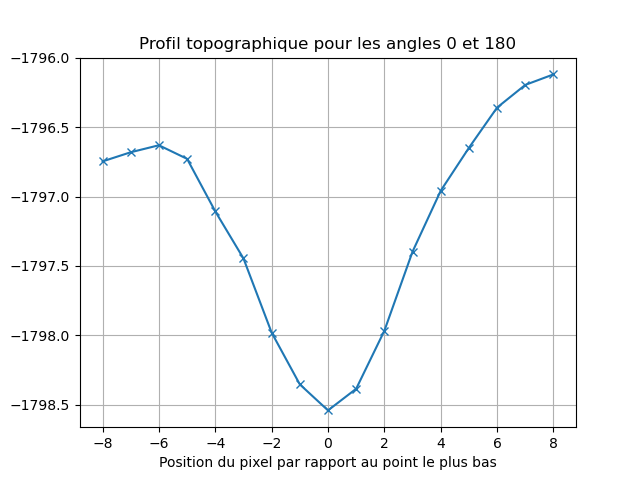 Profil topographique pour les angles 0 et 180
−1796.0
−1796.5
−1797.0
−1797.5
−1798.0
−1798.5
−8 −6 −4 −2 0 2 4 6 8
Position du pixel par rapport au point le plus bas